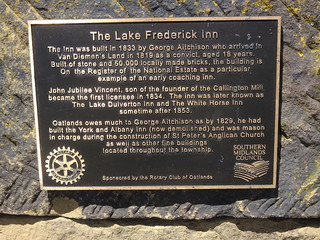 The Lake Frederick Inn
The Inn was built in 1833 by George Aitchison who arrived in
Van Diemen's Land in 1819 as a convict, aged 18 years.
Built of stone and 50,000 locally made bricks, the building is
On the Register of the National Estate as a particular
example of an early coaching inn.
John Jubilee Vincent, son of the founder of the Callington Mill
became the first licensee in 1834. The inn was later known as
The Lake Dulverton Inn and The White Horse Inn
sometime after 1853.
Oatlands owes much to George Aitchison as by 1829, he had
built the York and Albany Inn (now demolished) and was mason
in charge during the construction of St Peter's Anglican Church
as well as other fine buildings
located throughout the township.
Sponsored by the Rotary Club of Oatlands
SOUTHERN
MIDLANDS
COUNCIL